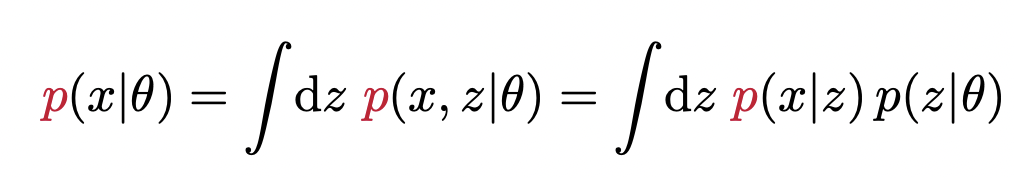 p(x|θ) = ∫ dz p(x, z|θ) = ∫ dz p(x|z) p(z|θ)